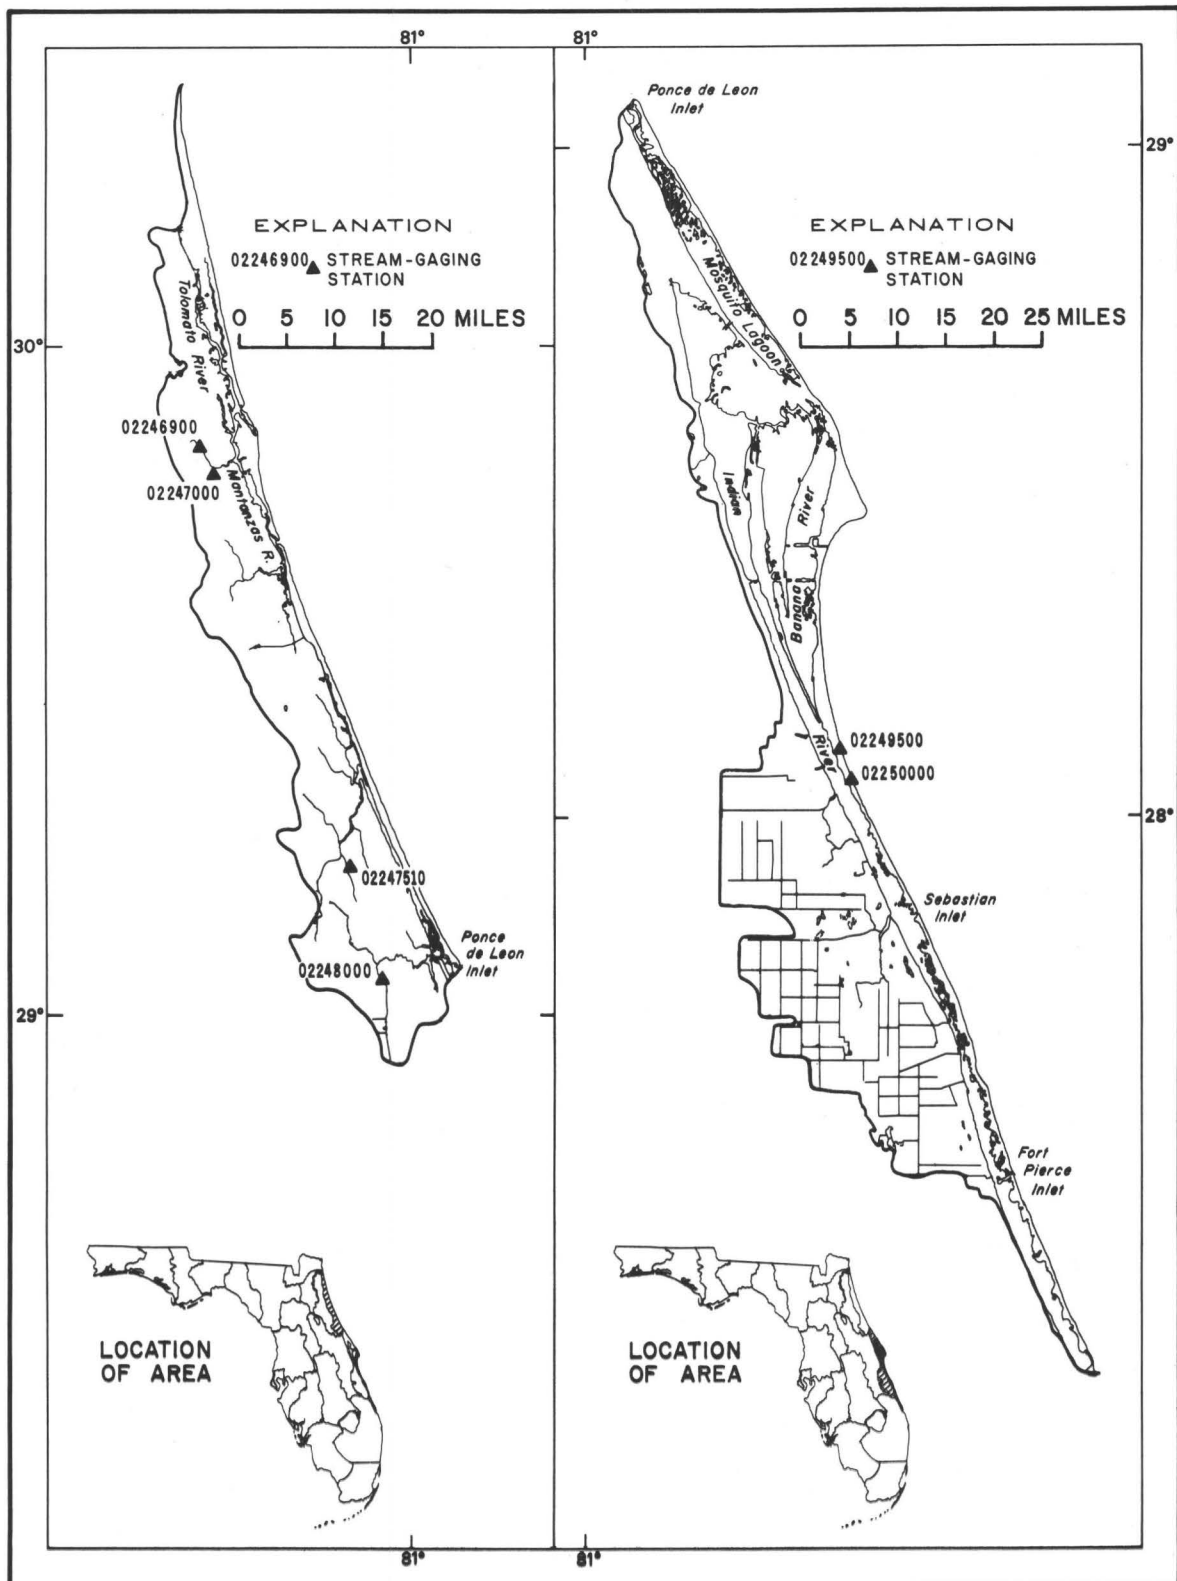 81°
81°
Ponce de Leon
Inlet
29°
EXPLANATION
02246900 STREAM-GAGING
STATION
0 5 10 15 20 MILES
Tolomato River
30°
02246900
02247000
Mantanzas R.
02247510
Ponce
de Leon
Inlet
02248000
29°
LOCATION
OF AREA
81°
EXPLANATION
02249500 STREAM-GAGING
STATION
0 5 10 15 20 25 MILES
Mosquito Lagoon
Indian
River
Banana
River
02249500
02250000
28°
Sebastian
Inlet
Fort
Pierce
Inlet
LOCATION
OF AREA
81°